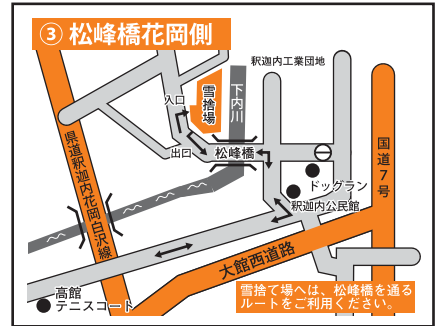 ③ 松峰橋花岡側
釈迦内工業団地
入口
雪捨場
下内川
出口
松峰橋
国道7号
県道釈迦内花岡白沢線
ドッグラン
釈迦内公民館
大館西道路
高館
テニスコート
雪捨て場へは、松峰橋を通る
ルートをご利用ください。